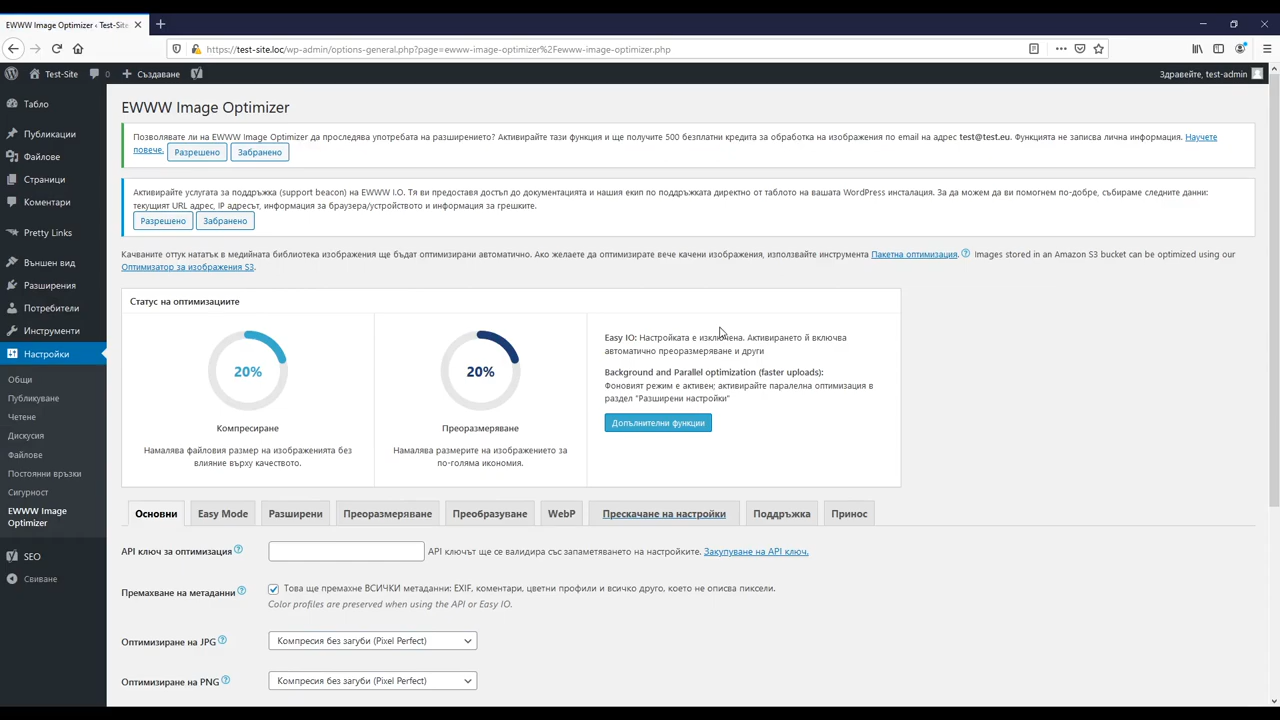 EWWW Image Optimizer ‹ Test-Site
https://test-site.loc/wp-admin/options-general.php?page=ewww-image-optimizer%2Fewww-image-optimizer.php
Test-Site
0
Създаване
Здравейте, test-admin
Табло
Публикации
Файлове
Страници
Коментари
Pretty Links
Външен вид
Разширения
Потребители
Инструменти
Настройки
Общи
Публикуване
Четене
Дискусия
Файлове
Постоянни връзки
Сигурност
EWWW Image
Optimizer
SEO
Свиване
EWWW Image Optimizer
Позволявате ли на EWWW Image Optimizer да проследява употребата на разширението? Активирайте тази функция и ще получите 500 безплатни кредита за обработка на изображения по email на адрес test@test.eu. Функцията не записва лична информация. Научете
повече. Разрешено Забранено
Активирайте услугата за поддръжка (support beacon) на EWWW I.O. Тя ви предоставя достъп до документацията и нашия екип по поддръжката директно от таблото на вашата WordPress инсталация. За да можем да ви помогнем по-добре, събираме следните данни:
текущият URL адрес, IP адресът, информация за браузера/устройството и информация за грешките.
Разрешено Забранено
Качваните оттук нататък в медийната библиотека изображения ще бъдат оптимизирани автоматично. Ако желаете да оптимизирате вече качени изображения, използвайте инструмента Пакетна оптимизация. Images stored in an Amazon S3 bucket can be optimized using our
Оптимизатор за изображения S3.
Статус на оптимизациите
20%
Компресиране
Намалява файловия размер на изображенията без
влияние върху качеството.
20%
Преоразмеряване
Намалява размерите на изображението за
по-голяма икономия.
Easy IO: Настройката е изключена. Активирането ѝ включва
автоматично преоразмеряване и други
Background and Parallel optimization (faster uploads):
Фоновият режим е активен; активирайте паралелна оптимизация в
раздел "Разширени настройки"
Допълнителни функции
Основни Easy Mode Разширени Преоразмеряване Преобразуване WebP Прескачане на настройки Поддръжка Принос
API ключ за оптимизация API ключът ще се валидира със запаметяването на настройките. Закупуване на API ключ.
Премахване на метаданни Това ще премахне ВСИЧКИ метаданни: EXIF, коментари, цветни профили и всичко друго, което не описва пиксели.
Color profiles are preserved when using the API or Easy IO.
Оптимизиране на JPG Компресия без загуби (Pixel Perfect)
Оптимизиране на PNG Компресия без загуби (Pixel Perfect)